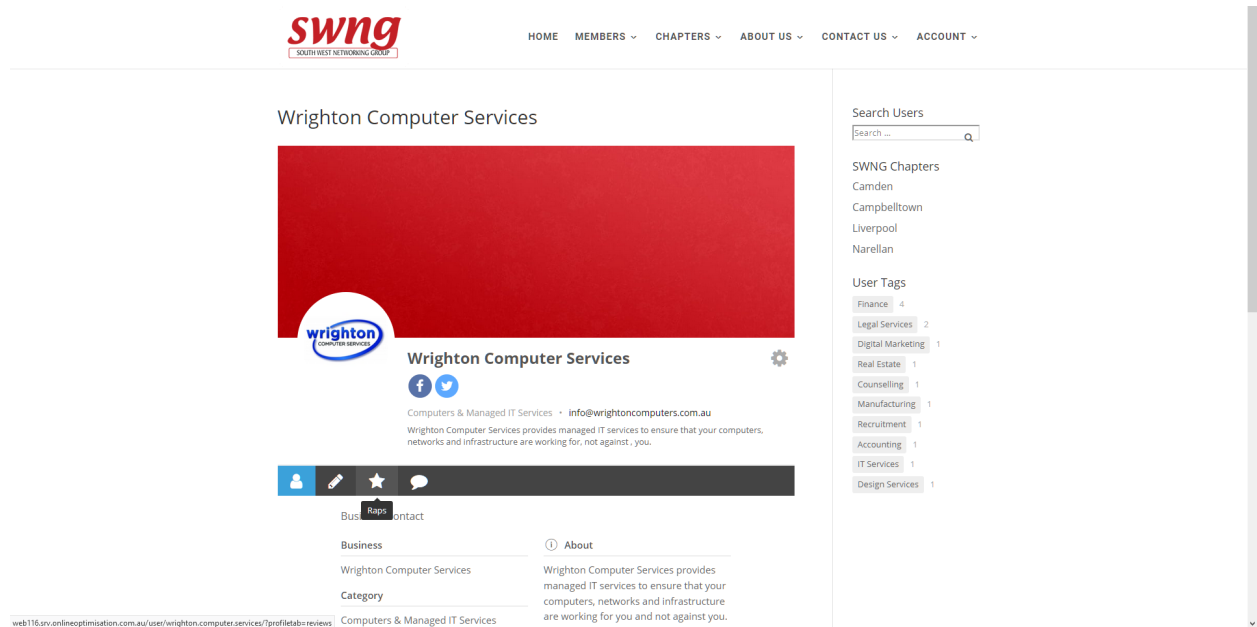 swng
SOUTH WEST NETWORKING GROUP
HOME MEMBERS CHAPTERS ABOUT US CONTACT US ACCOUNT
Wrighton Computer Services
wrighton
COMPUTER SERVICES
Wrighton Computer Services
Computers & Managed IT Services • info@wrightoncomputers.com.au
Wrighton Computer Services provides managed IT services to ensure that your computers,
networks and infrastructure are working for, not against , you.
Raps
Business
Wrighton Computer Services
Category
Computers & Managed IT Services
About
Wrighton Computer Services provides
managed IT services to ensure that your
computers, networks and infrastructure
are working for you and not against you.
Search Users
Search ...
SWNG Chapters
Camden
Campbelltown
Liverpool
Narellan
User Tags
Finance 4
Legal Services 2
Digital Marketing 1
Real Estate 1
Counselling 1
Manufacturing 1
Recruitment 1
Accounting 1
IT Services 1
Design Services 1
web116.srv.onlineoptimisation.com.au/user/wrighton.computer.services/?profiletab=reviews